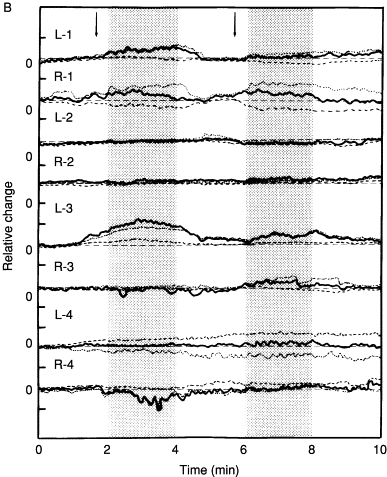 B
L-1
0
R-1
0
L-2
0
R-2
0
L-3
0
R-3
0
L-4
0
R-4
0
Relative change
0 2 4 6 8 10
Time (min)